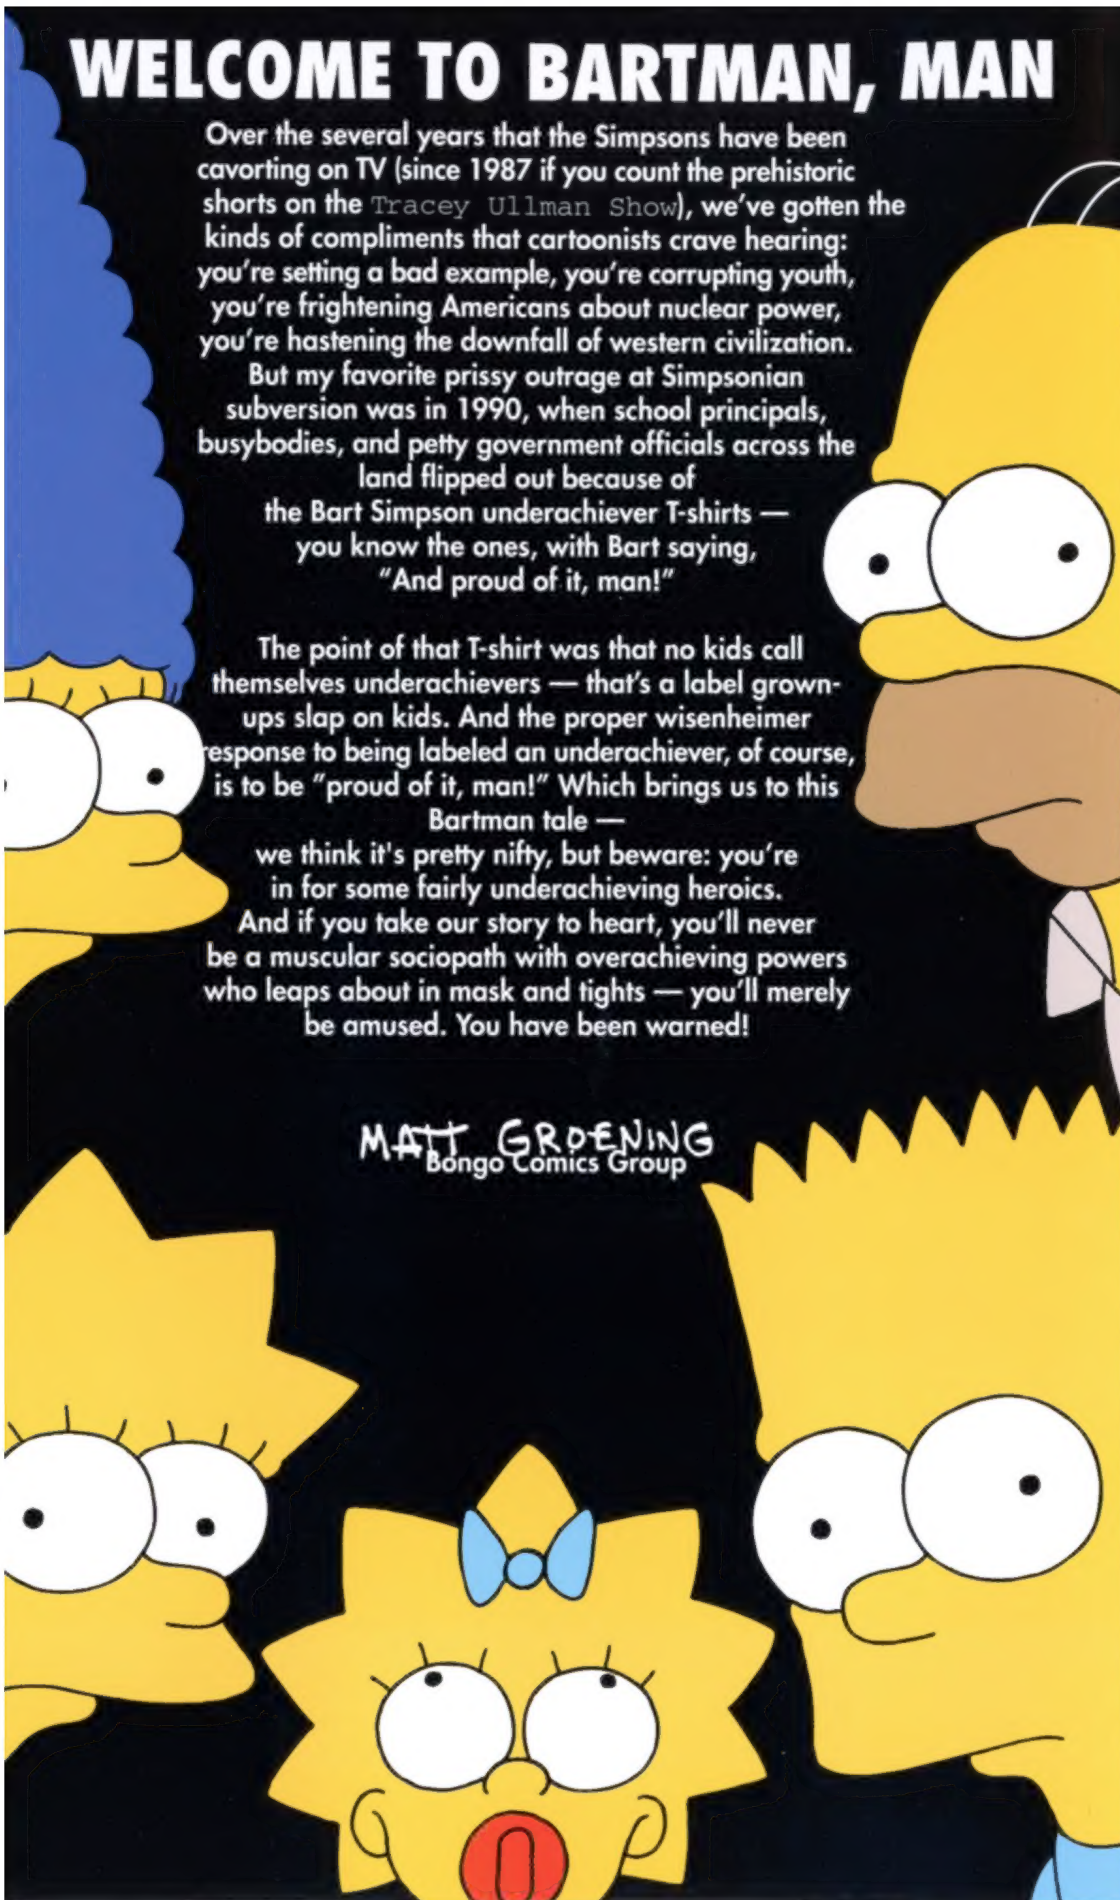 WELCOME TO BARTMAN, MAN
Over the several years that the Simpsons have been
cavorting on TV (since 1987 if you count the prehistoric
shorts on the Tracey Ullman Show), we've gotten the
kinds of compliments that cartoonists crave hearing:
you're setting a bad example, you're corrupting youth,
you're frightening Americans about nuclear power,
you're hastening the downfall of western civilization.
But my favorite prissy outrage at Simpsonian
subversion was in 1990, when school principals,
busybodies, and petty government officials across the
land flipped out because of
the Bart Simpson underachiever T-shirts —
you know the ones, with Bart saying,
"And proud of it, man!"
The point of that T-shirt was that no kids call
themselves underachievers — that's a label grown-
ups slap on kids. And the proper wisenheimer
response to being labeled an underachiever, of course,
is to be "proud of it, man!" Which brings us to this
Bartman tale —
we think it's pretty nifty, but beware: you're
in for some fairly underachieving heroics.
And if you take our story to heart, you'll never
be a muscular sociopath with overachieving powers
who leaps about in mask and tights — you'll merely
be amused. You have been warned!
MATT GROENING
Bongo Comics Group